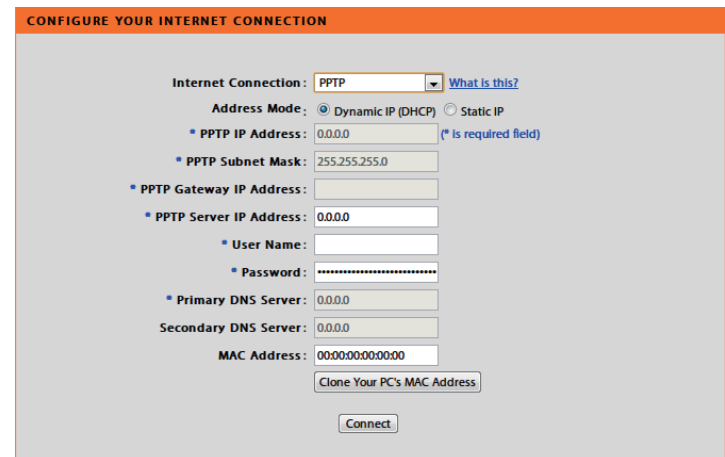 CONFIGURE YOUR INTERNET CONNECTION
Internet Connection : PPTP What is this?
Address Mode : Dynamic IP (DHCP) Static IP
* PPTP IP Address : 0.0.0.0 (* is required field)
* PPTP Subnet Mask : 255.255.255.0
* PPTP Gateway IP Address :
* PPTP Server IP Address : 0.0.0.0
* User Name :
* Password : ••••••••••••••••••••••••••••
* Primary DNS Server : 0.0.0.0
Secondary DNS Server : 0.0.0.0
MAC Address : 00:00:00:00:00:00
Clone Your PC's MAC Address
Connect